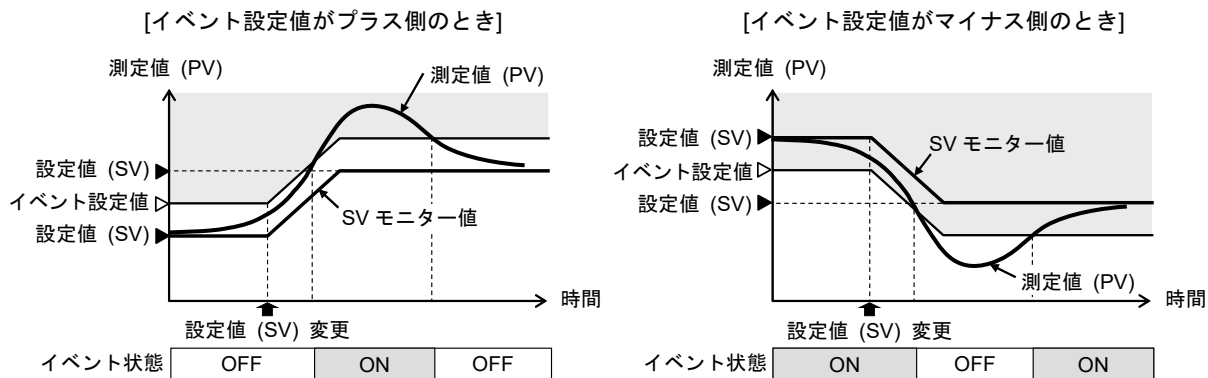 [イベント設定値がプラス側のとき]
測定値 (PV)
測定値 (PV)
設定値 (SV)
イベント設定値
設定値 (SV)
SV モニター値
時間
設定値 (SV) 変更
イベント状態 OFF ON OFF
[イベント設定値がマイナス側のとき]
測定値 (PV)
設定値 (SV)
SV モニター値
イベント設定値
設定値 (SV)
測定値 (PV)
時間
設定値 (SV) 変更
イベント状態 ON OFF ON